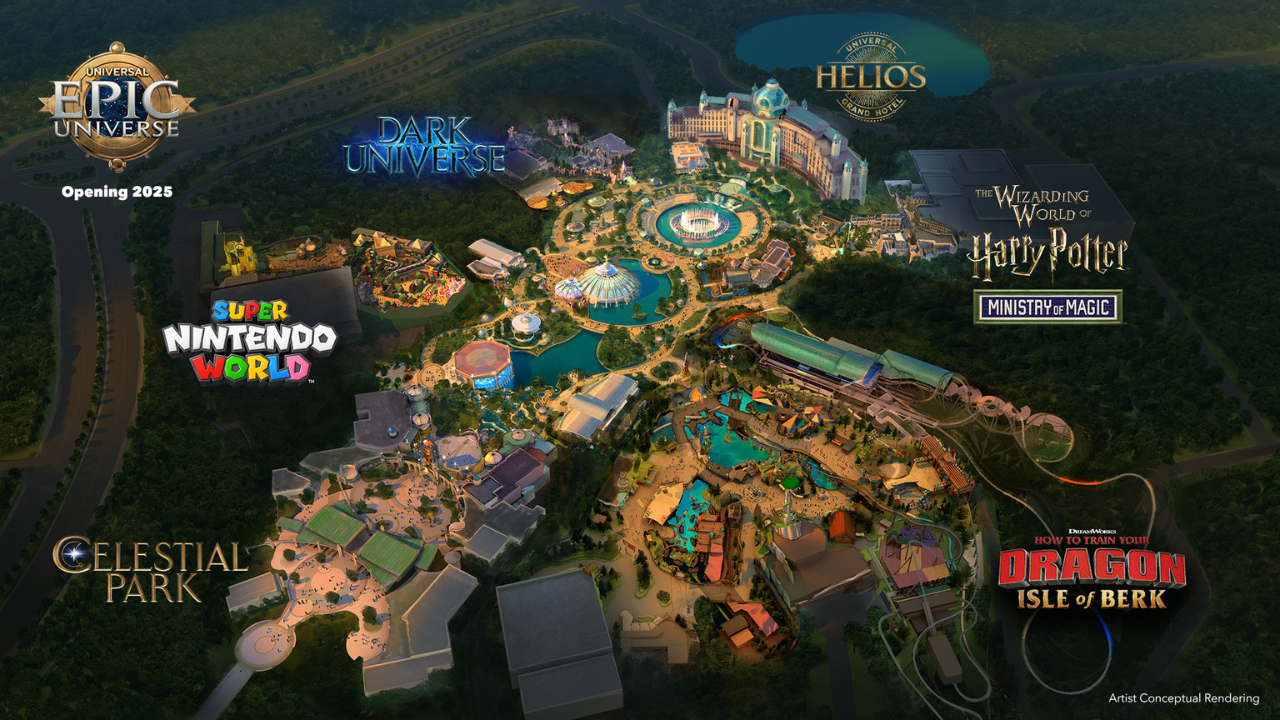 UNIVERSAL
EPIC
UNIVERSE
Opening 2025
DARK
UNIVERSE
UNIVERSAL
HELIOS
GRAND HOTEL
THE WIZARDING
WORLD OF
Harry Potter
MINISTRY OF MAGIC
SUPER
NINTENDO
WORLD™
CELESTIAL
PARK
DREAMWORKS
HOW TO TRAIN YOUR
DRAGON
ISLE of BERK
Artist Conceptual Rendering